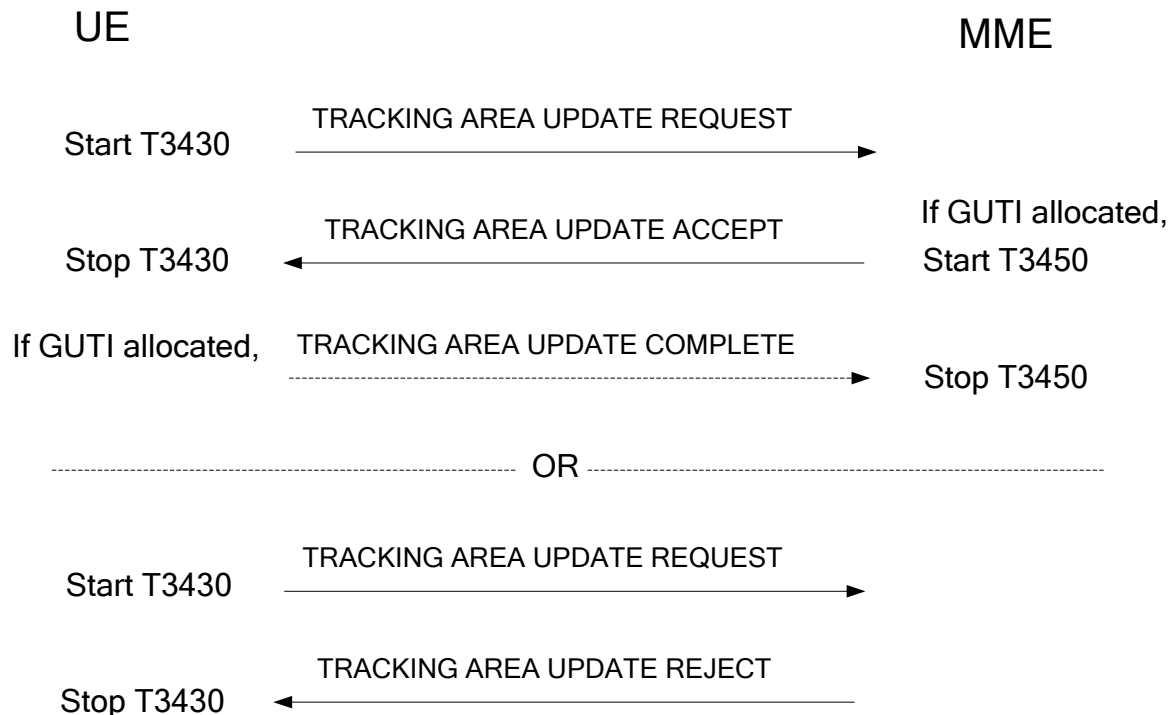 UE
MME
TRACKING AREA UPDATE REQUEST
Start T3430
If GUTI allocated,
TRACKING AREA UPDATE ACCEPT
Stop T3430
Start T3450
If GUTI allocated,
TRACKING AREA UPDATE COMPLETE
Stop T3450
OR
TRACKING AREA UPDATE REQUEST
Start T3430
TRACKING AREA UPDATE REJECT
Stop T3430